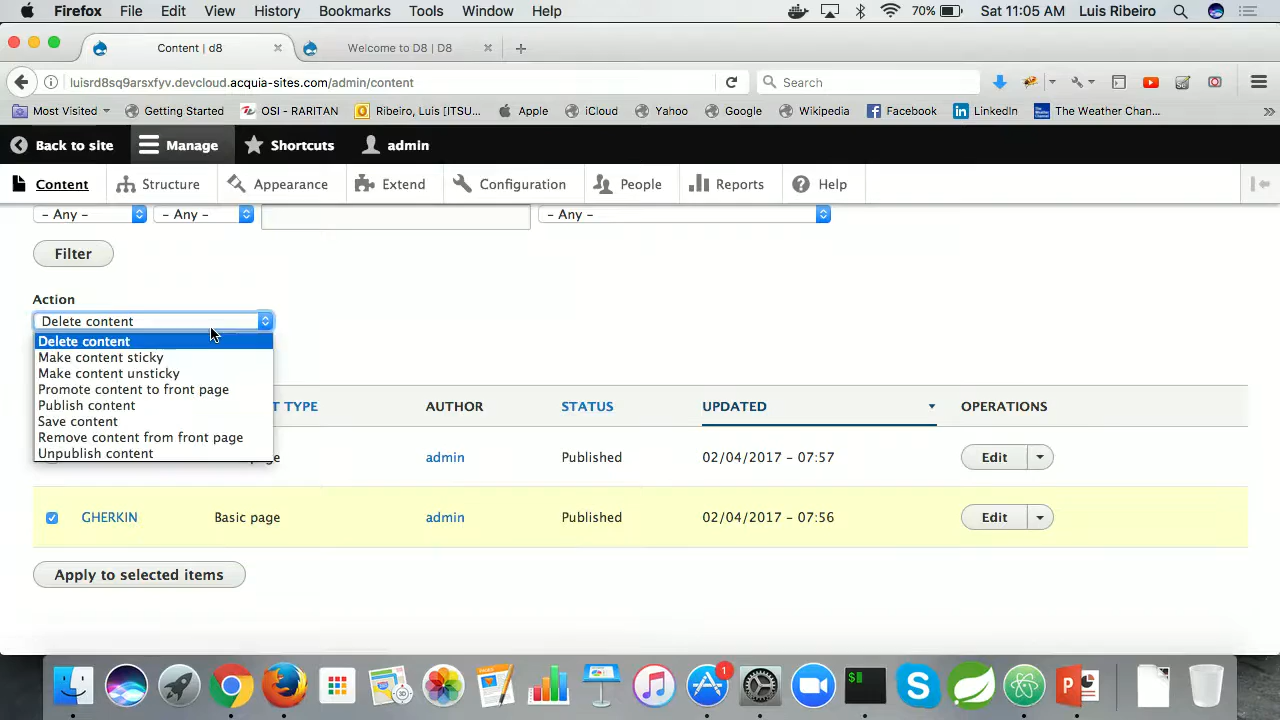 Firefox File Edit View History Bookmarks Tools Window Help 70% Sat 11:05 AM Luis Ribeiro
Content | d8 Welcome to D8 | D8
luisrd8sq9arsxfyv.devcloud.acquia-sites.com/admin/content Search
Most Visited Getting Started OSI - RARITAN Ribeiro, Luis [ITSU... Apple iCloud Yahoo Google Wikipedia Facebook LinkedIn The Weather Chan...
Back to site Manage Shortcuts admin
Content Structure Appearance Extend Configuration People Reports Help
- Any - - Any - - Any -
Filter
Action
Delete content
Delete content
Make content sticky
Make content unsticky
Promote content to front page
Publish content
Save content
Remove content from front page
Unpublish content
T TYPE AUTHOR STATUS UPDATED OPERATIONS
page admin Published 02/04/2017 - 07:57 Edit
GHERKIN Basic page admin Published 02/04/2017 - 07:56 Edit
Apply to selected items
1